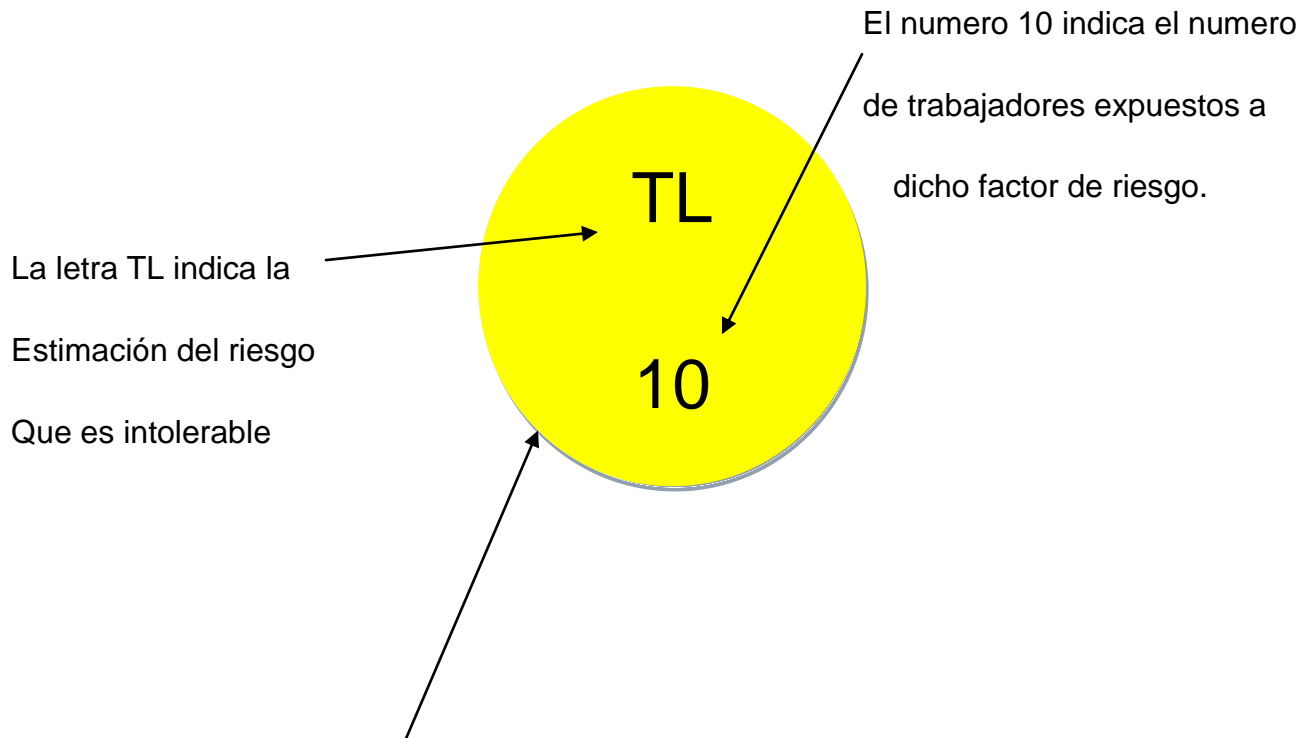 El numero 10 indica el numero
de trabajadores expuestos a
dicho factor de riesgo.
TL
La letra TL indica la
Estimación del riesgo
Que es intolerable
10